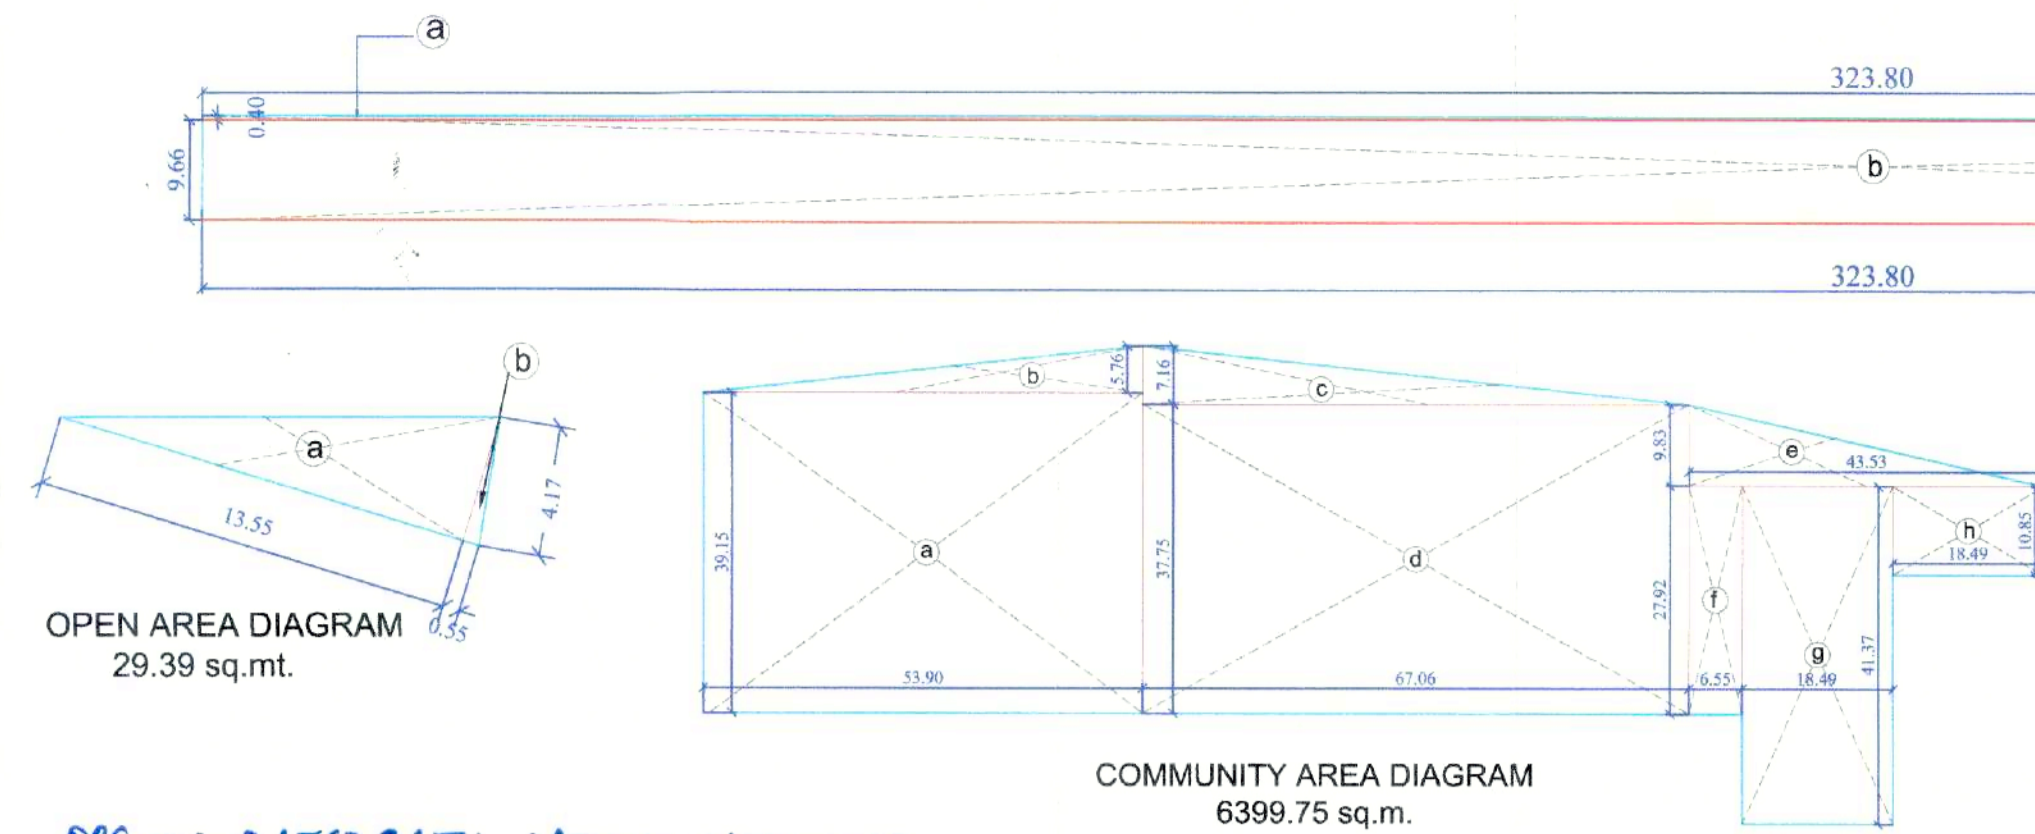 a
323.80
0.40
9.66
b
323.80
b
a
13.55
4.17
0.55
OPEN AREA DIAGRAM
29.39 sq.mt.
5.76
7.16
b
c
9.83
e
43.53
39.15
a
37.75
d
27.92
f
g
41.37
h
18.49
10.85
53.90
67.06
6.55
18.49
COMMUNITY AREA DIAGRAM
6399.75 sq.m.